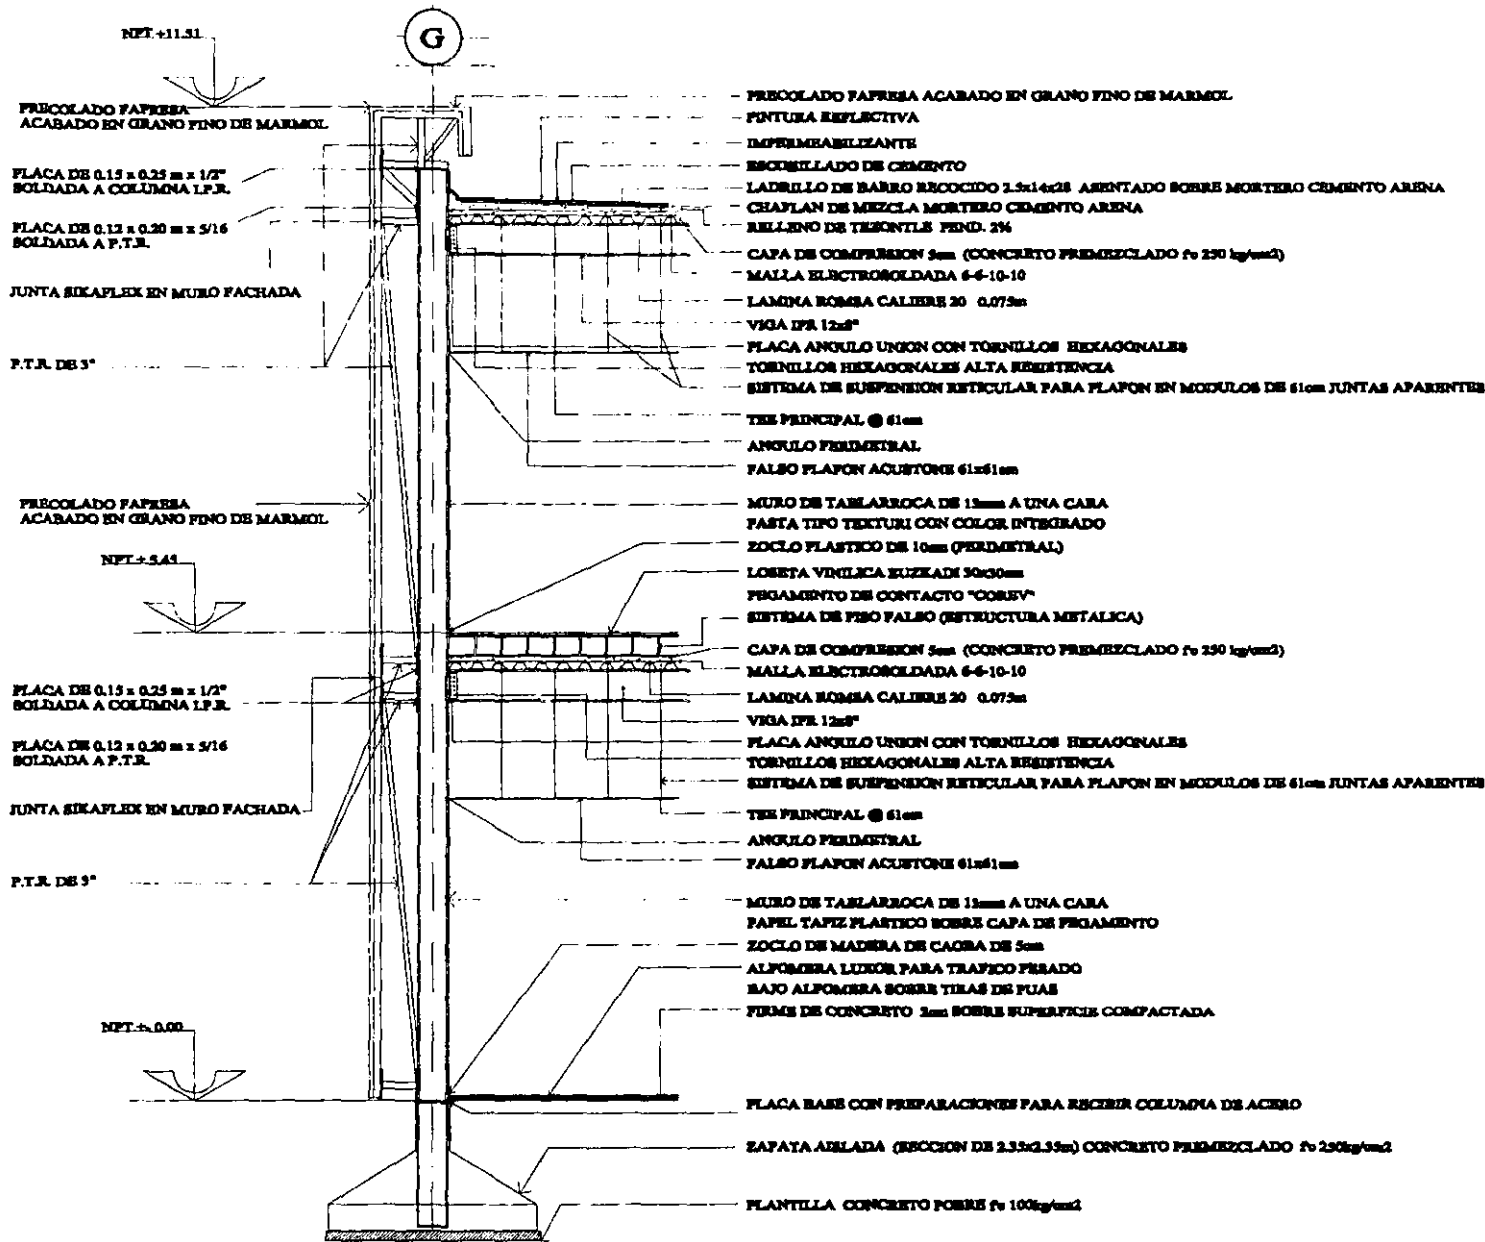 G
NPT +11.51
PRECOLADO FAPRESA
ACABADO EN GRANO FINO DE MARMOL
PLACA DE 0.15 x 0.25 m x 1/2"
SOLDADA A COLUMNA I.P.R.
PLACA DE 0.12 x 0.20 m x 5/16
SOLDADA A P.T.R.
JUNTA SIKAFLEX EN MURO FACHADA
P.T.R. DE 3"
PRECOLADO FAPRESA
ACABADO EN GRANO FINO DE MARMOL
NPT + 5.45
PLACA DE 0.15 x 0.25 m x 1/2"
SOLDADA A COLUMNA I.P.R.
PLACA DE 0.12 x 0.20 m x 5/16
SOLDADA A P.T.R.
JUNTA SIKAFLEX EN MURO FACHADA
P.T.R. DE 3"
NPT +- 0.00
PRECOLADO FAPRESA ACABADO EN GRANO FINO DE MARMOL
PINTURA REFLECTIVA
IMPERMEABILIZANTE
ESCOBILLADO DE CEMENTO
LADRILLO DE BARRO RECOCIDO 2.5x14x28 ASENTADO SOBRE MORTERO CEMENTO ARENA
CHAFLAN DE MEZCLA MORTERO CEMENTO ARENA
RELLENO DE TEZONTLE PEND. 2%
CAPA DE COMPRESION 5cm (CONCRETO PREMEZCLADO f'c 250 kg/cm2)
MALLA ELECTROSOLDADA 6-6-10-10
LAMINA ROMSA CALIBRE 20 0.075m
VIGA IPR 12x8"
PLACA ANGULO UNION CON TORNILLOS HEXAGONALES
TORNILLOS HEXAGONALES ALTA RESISTENCIA
SISTEMA DE SUSPENSION RETICULAR PARA PLAFON EN MODULOS DE 61cm JUNTAS APARENTES
TEE PRINCIPAL @ 61cm
ANGULO PERIMETRAL
FALSO PLAFON ACUSTONE 61x61cm
MURO DE TABLARROCA DE 13mm A UNA CARA
PASTA TIPO TEXTURI CON COLOR INTEGRADO
ZOCLO PLASTICO DE 10cm (PERIMETRAL)
LOSETA VINILICA EUZKADI 30x30cm
PEGAMENTO DE CONTACTO "COREV"
SISTEMA DE PISO FALSO (ESTRUCTURA METALICA)
CAPA DE COMPRESION 5cm (CONCRETO PREMEZCLADO f'c 250 kg/cm2)
MALLA ELECTROSOLDADA 6-6-10-10
LAMINA ROMSA CALIBRE 20 0.075m
VIGA IPR 12x8"
PLACA ANGULO UNION CON TORNILLOS HEXAGONALES
TORNILLOS HEXAGONALES ALTA RESISTENCIA
SISTEMA DE SUSPENSION RETICULAR PARA PLAFON EN MODULOS DE 61cm JUNTAS APARENTES
TEE PRINCIPAL @ 61cm
ANGULO PERIMETRAL
FALSO PLAFON ACUSTONE 61x61cm
MURO DE TABLARROCA DE 13mm A UNA CARA
PAPEL TAPIZ PLASTICO SOBRE CAPA DE PEGAMENTO
ZOCLO DE MADERA DE CAOBA DE 5cm
ALFOMBRA LUXOR PARA TRAFICO PESADO
BAJO ALFOMBRA SOBRE TIRAS DE PUAS
FIRME DE CONCRETO 2cm SOBRE SUPERFICIE COMPACTADA
PLACA BASE CON PREPARACIONES PARA RECIBIR COLUMNA DE ACERO
ZAPATA AISLADA (SECCION DE 2.35x2.35m) CONCRETO PREMEZCLADO f'c 250kg/cm2
PLANTILLA CONCRETO POBRE f'c 100kg/cm2